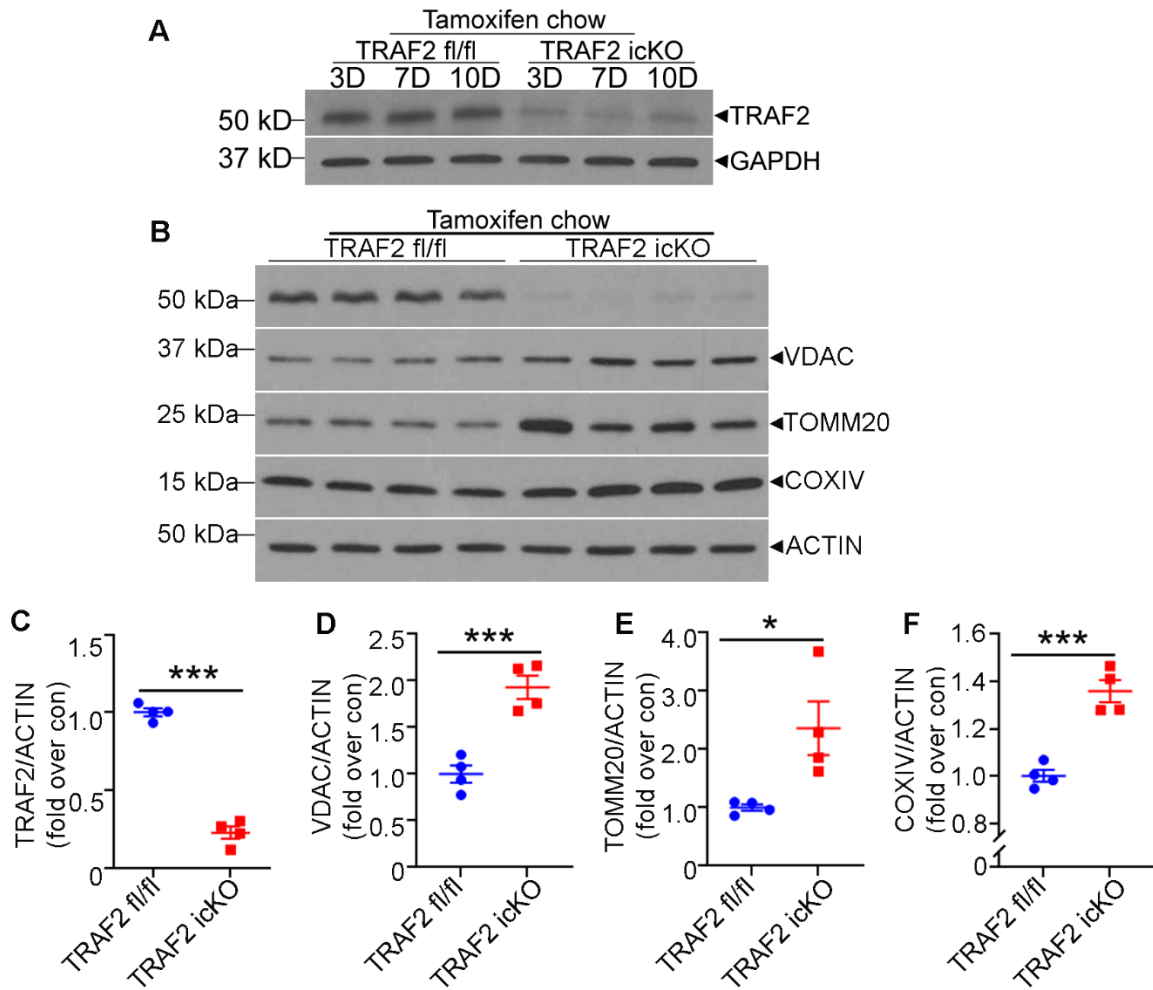 A
Tamoxifen chow
TRAF2 fl/fl TRAF2 icKO
3D 7D 10D 3D 7D 10D
50 kD ◄TRAF2
37 kD ◄GAPDH
B
Tamoxifen chow
TRAF2 fl/fl TRAF2 icKO
50 kDa
37 kDa ◄VDAC
25 kDa ◄TOMM20
15 kDa ◄COXIV
50 kDa ◄ACTIN
C
TRAF2/ACTIN
(fold over con)
1.5
1.0
0.5
0
***
TRAF2 fl/fl
TRAF2 icKO
D
VDAC/ACTIN
(fold over con)
2.5
2.0
1.5
1.0
0.5
0
***
TRAF2 fl/fl
TRAF2 icKO
E
TOMM20/ACTIN
(fold over con)
4.0
3.0
2.0
1.0
0
*
TRAF2 fl/fl
TRAF2 icKO
F
COXIV/ACTIN
(fold over con)
1.6
1.4
1.2
1.0
0.8
0
***
TRAF2 fl/fl
TRAF2 icKO